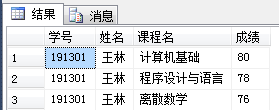 结果 消息
学号 姓名 课程名 成绩
1 191301 王林 计算机基础 80
2 191301 王林 程序设计与语言 78
3 191301 王林 离散数学 76